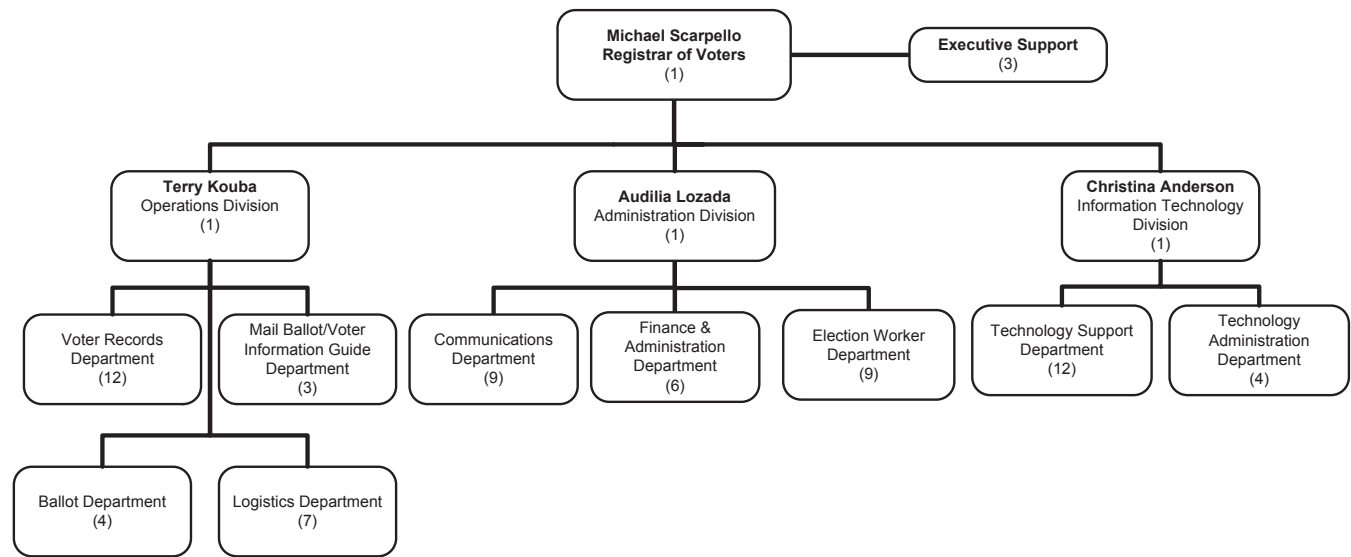 Michael Scarpello
Registrar of Voters
(1)
Executive Support
(3)
Terry Kouba
Operations Division
(1)
Audilia Lozada
Administration Division
(1)
Christina Anderson
Information Technology
Division
(1)
Voter Records
Department
(12)
Mail Ballot/Voter
Information Guide
Department
(3)
Communications
Department
(9)
Finance &
Administration
Department
(6)
Election Worker
Department
(9)
Technology Support
Department
(12)
Technology
Administration
Department
(4)
Ballot Department
(4)
Logistics Department
(7)